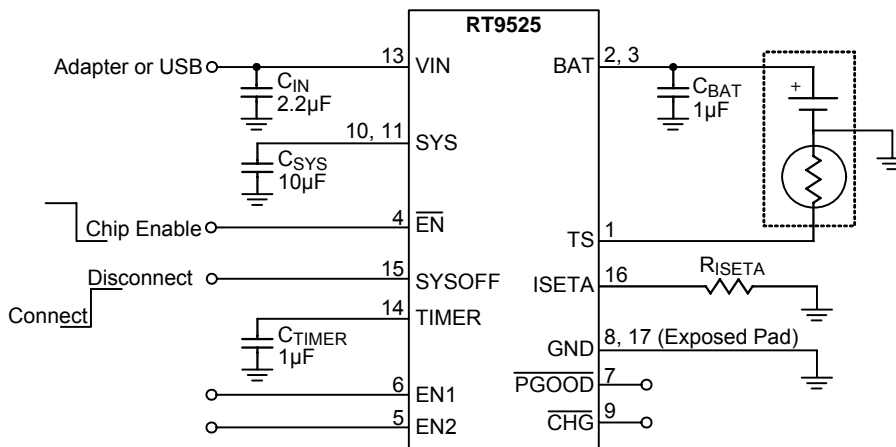 RT9525
Adapter or USB
13
VIN
BAT
2, 3
C_IN
2.2µF
C_BAT
1µF
+
10, 11
SYS
C_SYS
10µF
Chip Enable
4
EN
TS
1
Disconnect
15
SYSOFF
ISETA
16
R_ISETA
Connect
14
TIMER
C_TIMER
1µF
GND
8, 17 (Exposed Pad)
6
EN1
PGOOD
7
5
EN2
CHG
9